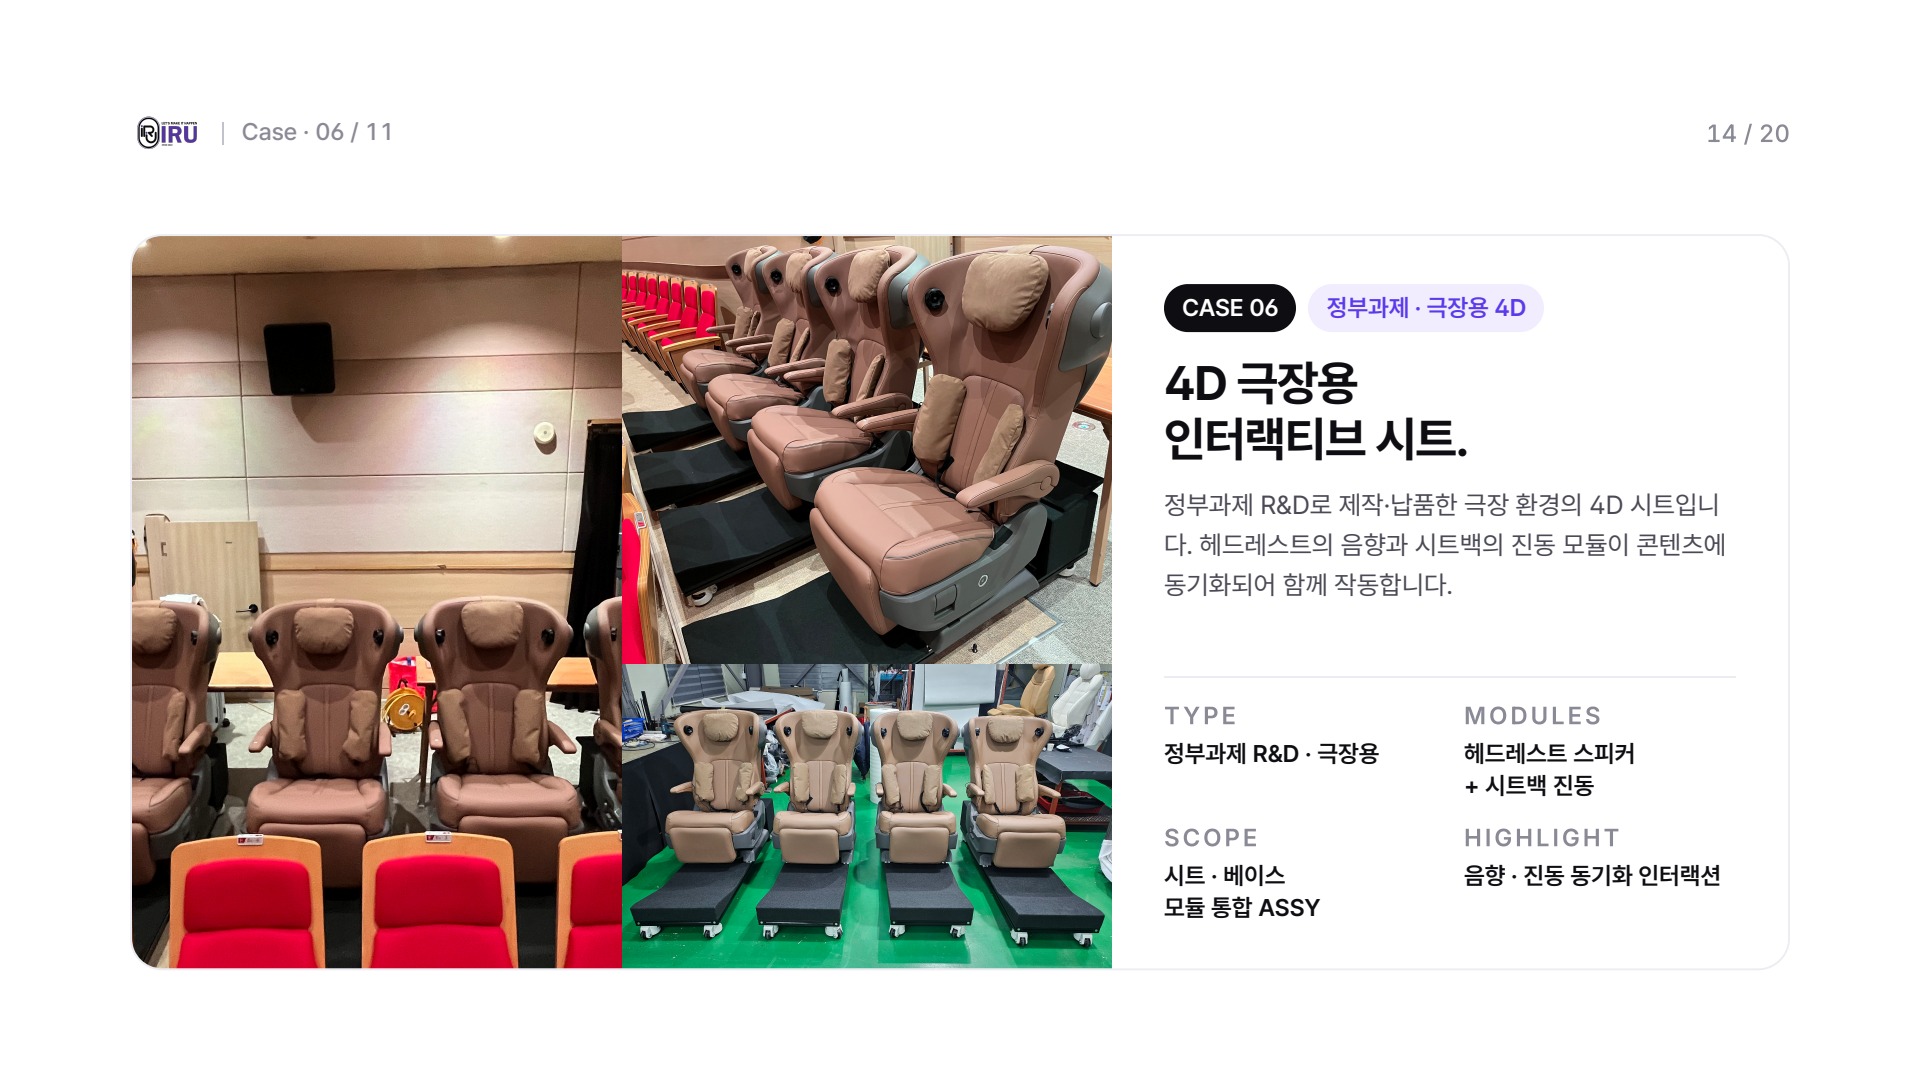 IRU
Case · 06 / 11
14 / 20
CASE 06
정부과제 · 극장용 4D
4D 극장용
인터랙티브 시트.
정부과제 R&D로 제작·납품한 극장 환경의 4D 시트입니
다. 헤드레스트의 음향과 시트백의 진동 모듈이 콘텐츠에
동기화되어 함께 작동합니다.
TYPE
정부과제 R&D · 극장용
MODULES
헤드레스트 스피커
+ 시트백 진동
SCOPE
시트 · 베이스
모듈 통합 ASSY
HIGHLIGHT
음향 · 진동 동기화 인터랙션